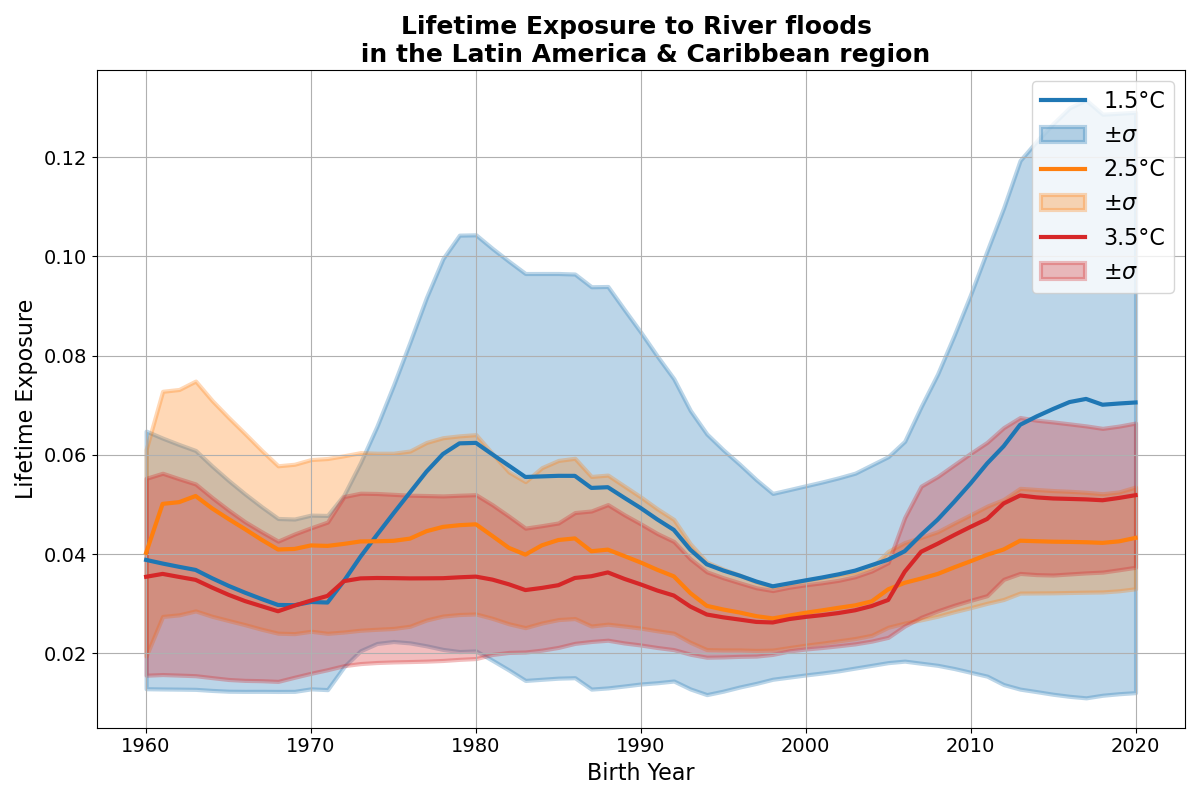 Lifetime Exposure to River floods
in the Latin America & Caribbean region
1.5°C
±σ
2.5°C
±σ
3.5°C
±σ
Lifetime Exposure
0.12
0.10
0.08
0.06
0.04
0.02
1960 1970 1980 1990 2000 2010 2020
Birth Year